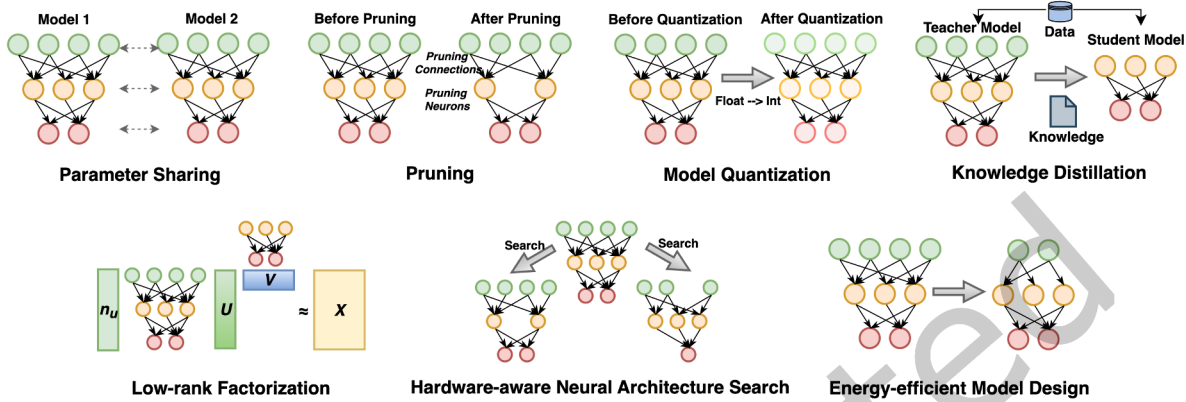 Model 1
Model 2
Parameter Sharing
Before Pruning
After Pruning
Pruning
Connections
Pruning
Neurons
Pruning
Before Quantization
After Quantization
Float --> Int
Model Quantization
Data
Teacher Model
Student Model
Knowledge
Knowledge Distillation
n_U
U
V
≈
X
Low-rank Factorization
Search
Search
Hardware-aware Neural Architecture Search
Energy-efficient Model Design
ted